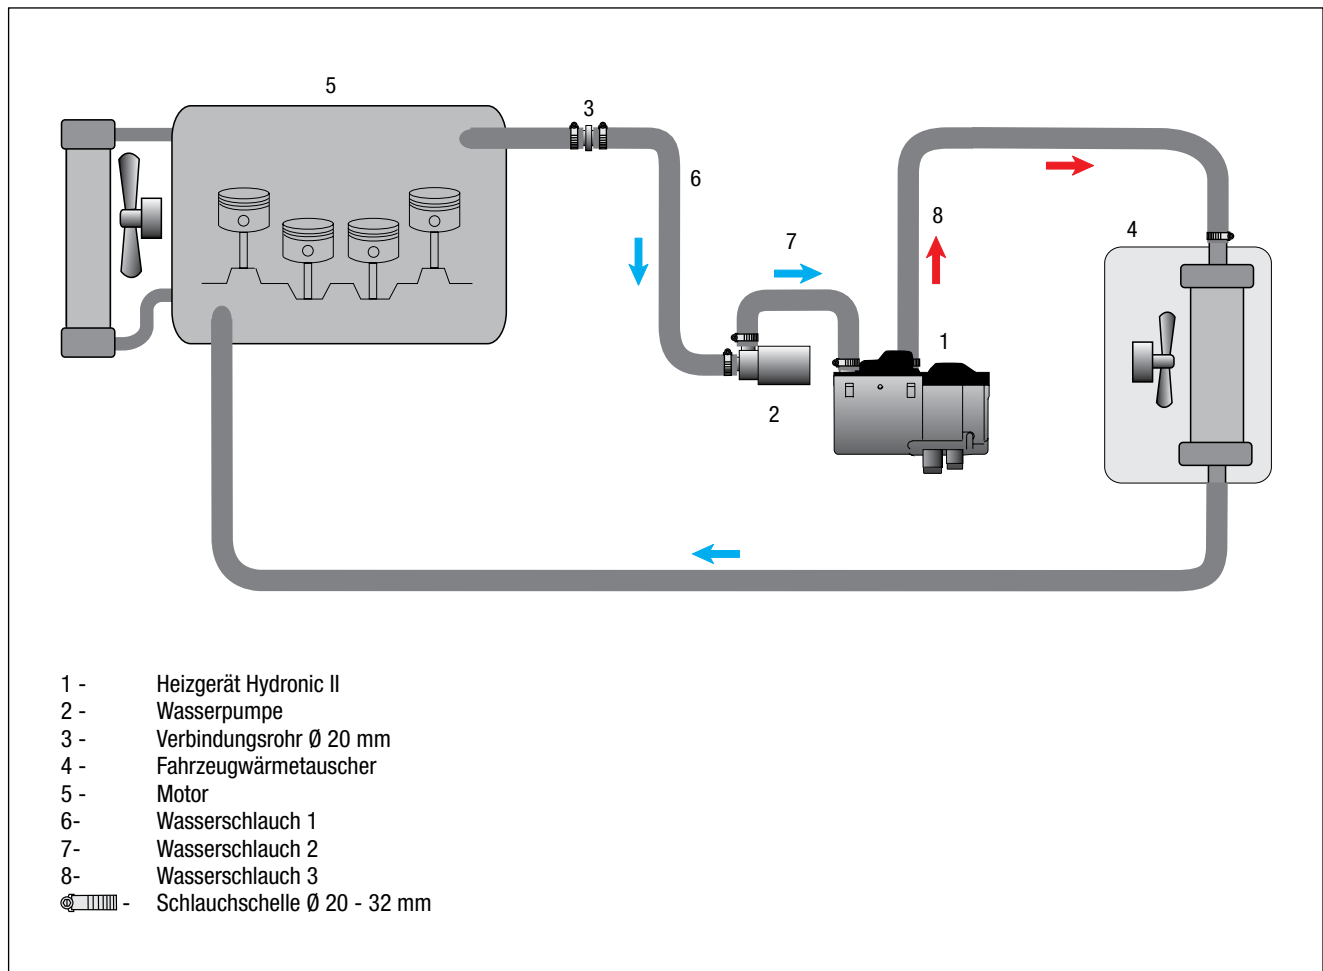 5
3
6
7
8
4
1
2
1 - Heizgerät Hydronic II
2 - Wasserpumpe
3 - Verbindungsrohr Ø 20 mm
4 - Fahrzeugwärmetauscher
5 - Motor
6- Wasserschlauch 1
7- Wasserschlauch 2
8- Wasserschlauch 3
- Schlauchschelle Ø 20 - 32 mm